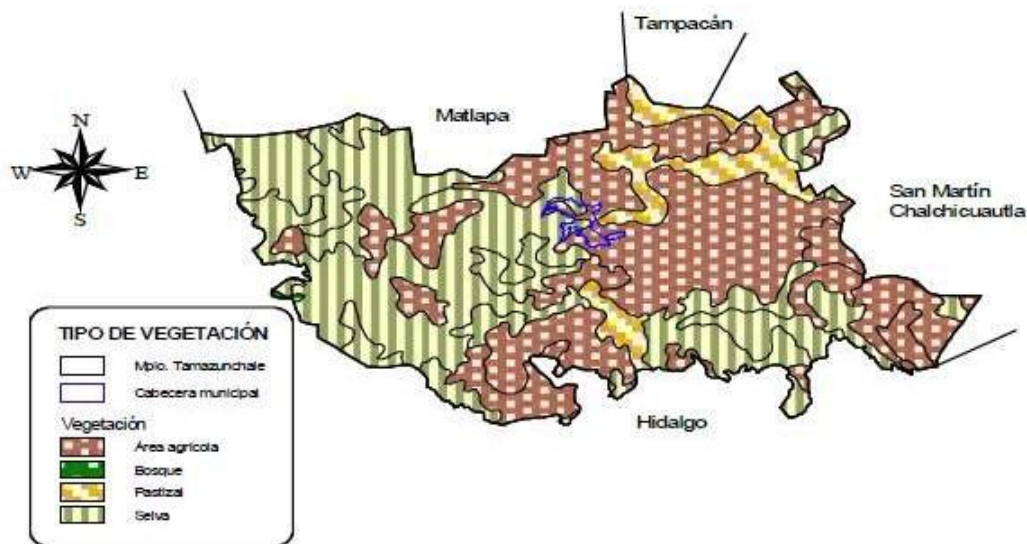 Tampacán
Matlapa
N
W E
S
San Martín
Chalchicuautla
Hidalgo
TIPO DE VEGETACIÓN
Mpio. Tamazunchale
Cabecera municipal
Vegetación
Área agrícola
Bosque
Pastizal
Selva